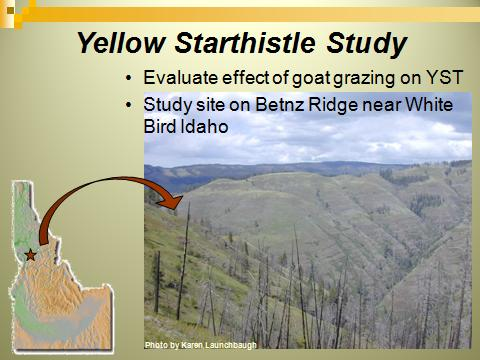 Yellow Starthistle Study
• Evaluate effect of goat grazing on YST
• Study site on Betnz Ridge near White
Bird Idaho
Photo by Karen Launchbaugh